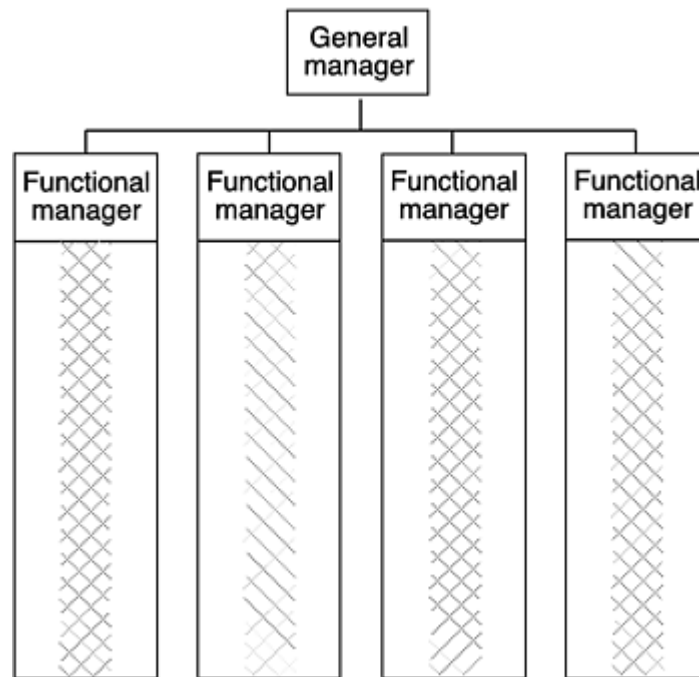 General
manager
Functional
manager
Functional
manager
Functional
manager
Functional
manager